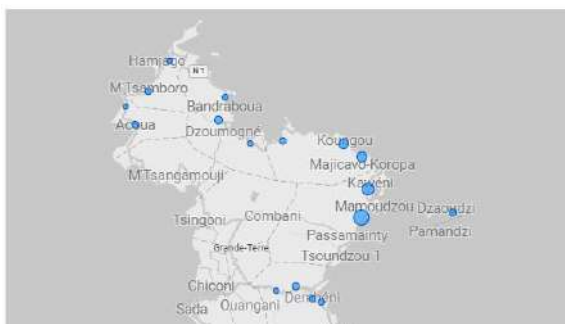 Hamjago
N 1
M'Tsamboro
Bandraboua
Acoua
Dzoumogné
Koungou
Majicavo-Koropa
M'Tsangamouji
Kawéni
Mamoudzou
Dzaoudzi
Tsingoni
Combani
Passamainty
Pamandzi
Grande-Terre
Tsoundzou 1
Chiconi
Ouangani
Dembéni
Sada